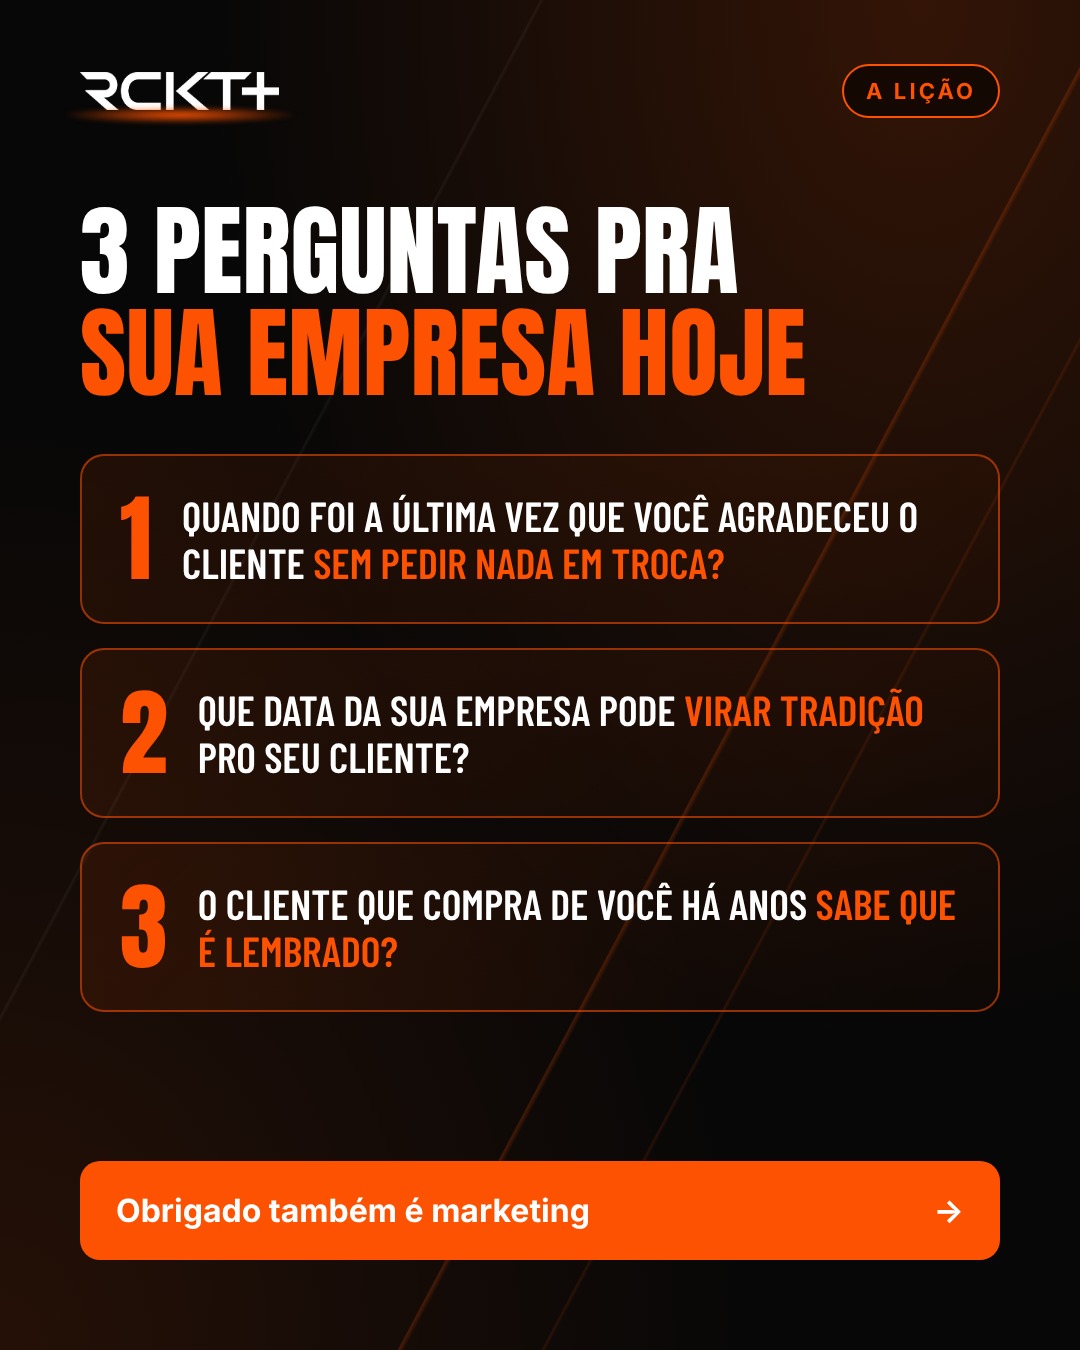 RCKT+
A LIÇÃO
3 PERGUNTAS PRA
SUA EMPRESA HOJE
1
QUANDO FOI A ÚLTIMA VEZ QUE VOCÊ AGRADECEU O
CLIENTE SEM PEDIR NADA EM TROCA?
2
QUE DATA DA SUA EMPRESA PODE VIRAR TRADIÇÃO
PRO SEU CLIENTE?
3
O CLIENTE QUE COMPRA DE VOCÊ HÁ ANOS SABE QUE
É LEMBRADO?
Obrigado também é marketing →